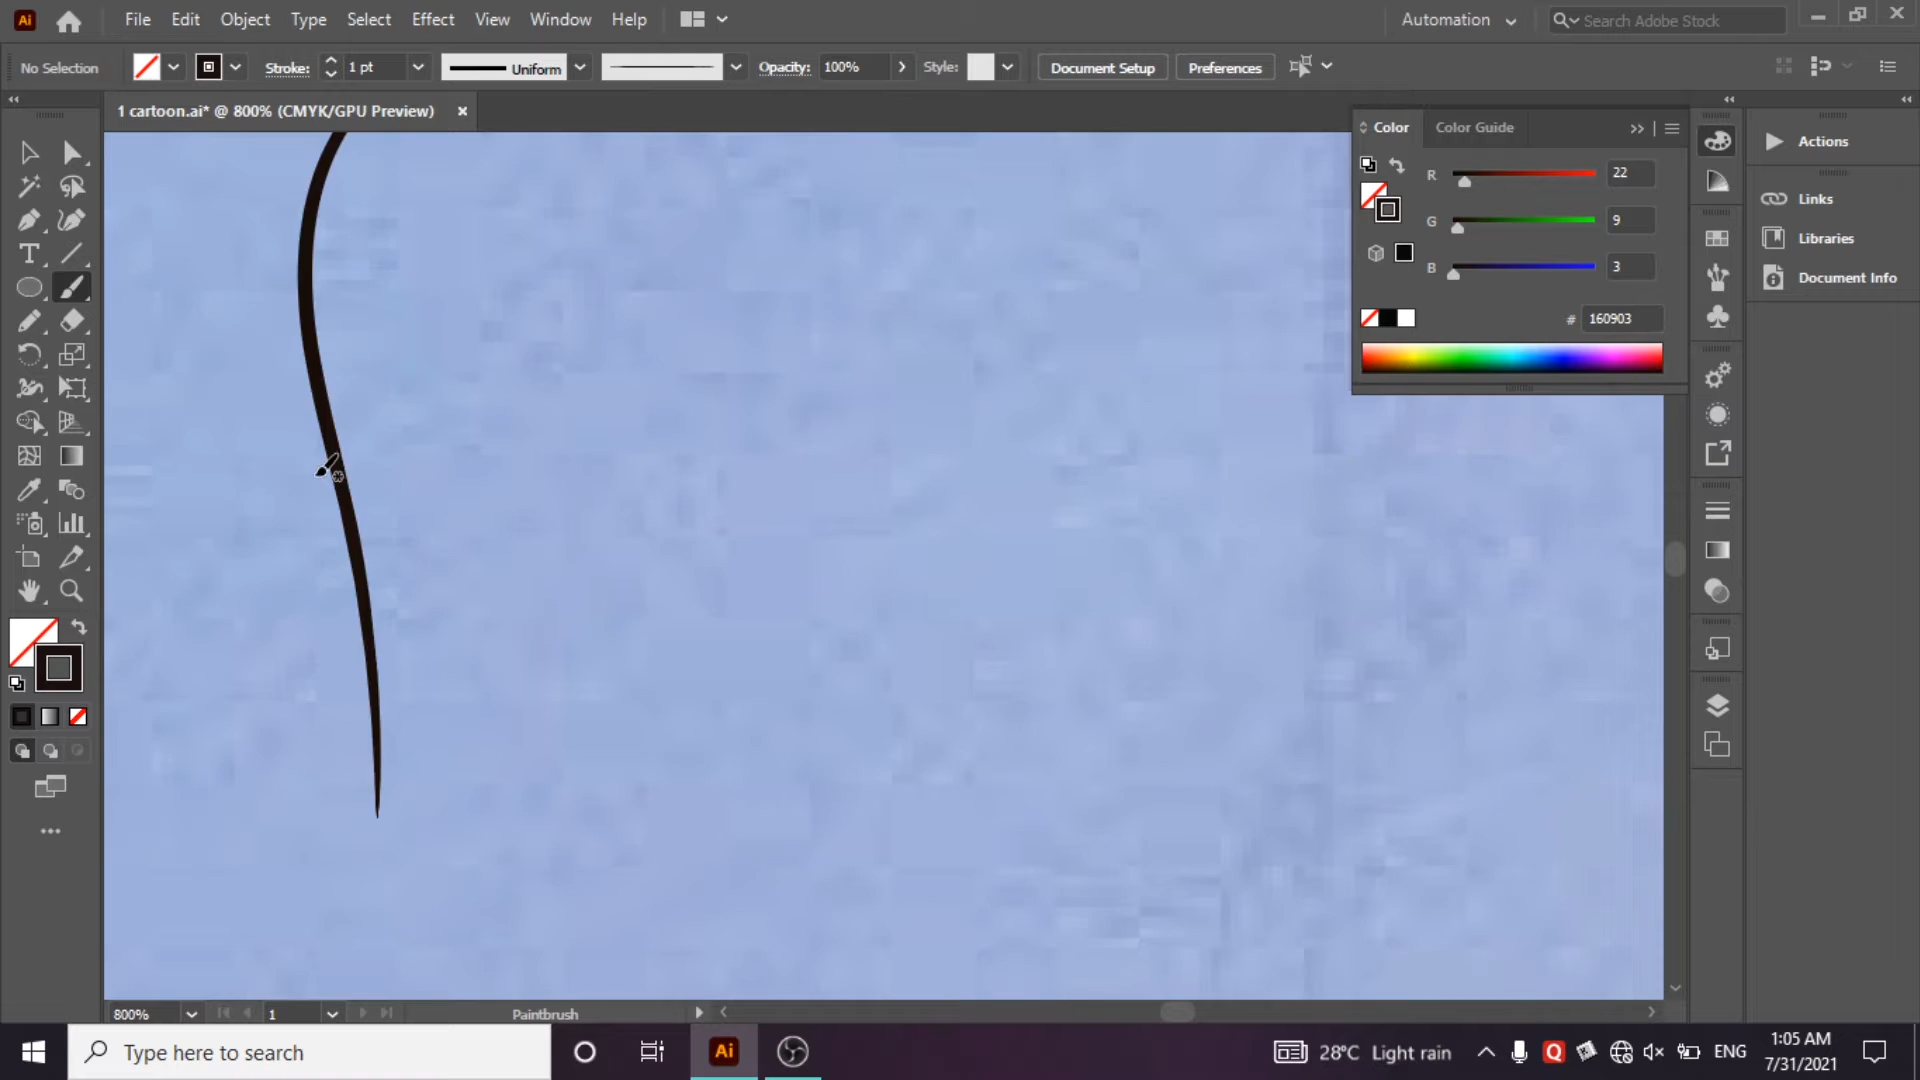 Ai File Edit Object Type Select Effect View Window Help Automation Search Adobe Stock
No Selection Stroke: 1 pt Uniform Opacity: 100% Style: Document Setup Preferences
1 cartoon.ai* @ 800% (CMYK/GPU Preview)
Color Color Guide
R 22
G 9
B 3
# 160903
Actions
Links
Libraries
Document Info
800% 1 Paintbrush
Type here to search Ai 28°C Light rain Q ENG 1:05 AM
7/31/2021